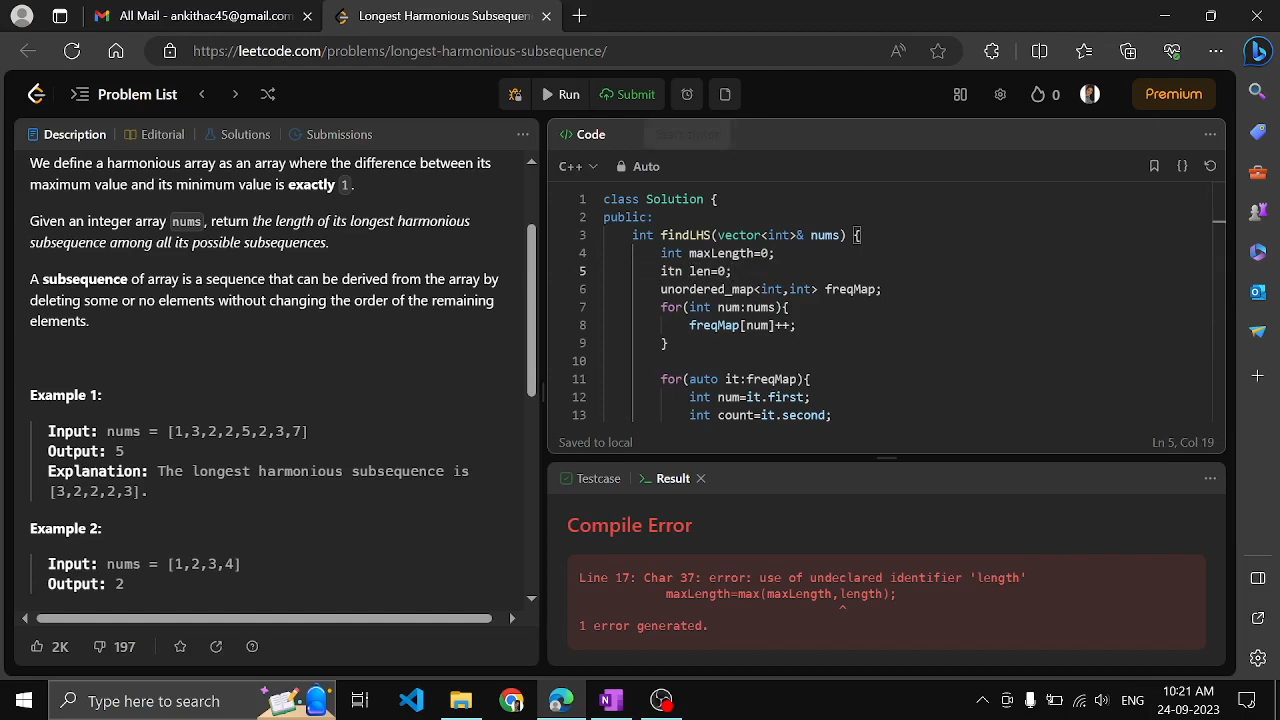 All Mail - ankithac45@gmail.com
Longest Harmonious Subsequen
https://leetcode.com/problems/longest-harmonious-subsequence/
Problem List
Run
Submit
0
Premium
Description
Editorial
Solutions
Submissions
We define a harmonious array as an array where the difference between its
maximum value and its minimum value is exactly 1.
Given an integer array nums, return the length of its longest harmonious
subsequence among all its possible subsequences.
A subsequence of array is a sequence that can be derived from the array by
deleting some or no elements without changing the order of the remaining
elements.
Example 1:
Input: nums = [1,3,2,2,5,2,3,7]
Output: 5
Explanation: The longest harmonious subsequence is
[3,2,2,2,3].
Example 2:
Input: nums = [1,2,3,4]
Output: 2
2K
197
</> Code
C++
Auto
1 class Solution {
2 public:
3 int findLHS(vector<int>& nums) {
4 int maxLength=0;
5 itn len=0;
6 unordered_map<int,int> freqMap;
7 for(int num:nums){
8 freqMap[num]++;
9 }
10
11 for(auto it:freqMap){
12 int num=it.first;
13 int count=it.second;
Saved to local
Ln 5, Col 19
Testcase
>_ Result
Compile Error
Line 17: Char 37: error: use of undeclared identifier 'length'
maxLength=max(maxLength,length);
^
1 error generated.
Type here to search
ENG
10:21 AM
24-09-2023